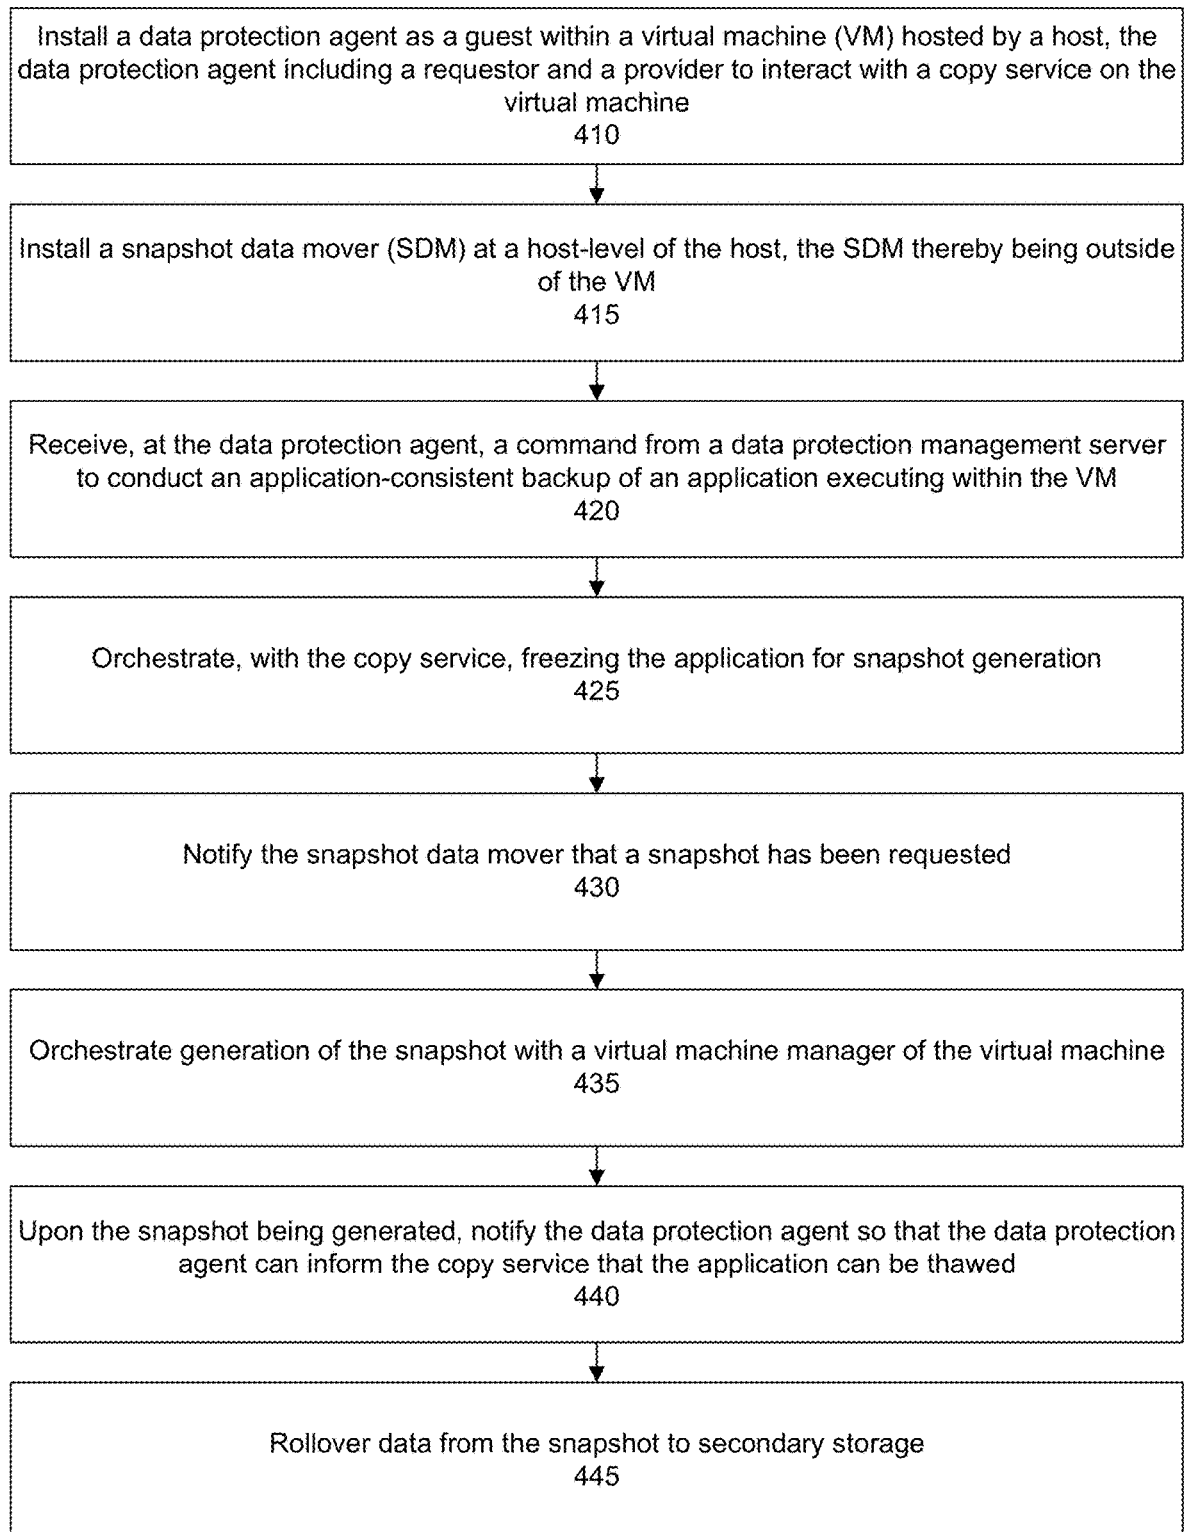 Install a data protection agent as a guest within a virtual machine (VM) hosted by a host, the
data protection agent including a requestor and a provider to interact with a copy service on the
virtual machine
410
Install a snapshot data mover (SDM) at a host-level of the host, the SDM thereby being outside
of the VM
415
Receive, at the data protection agent, a command from a data protection management server
to conduct an application-consistent backup of an application executing within the VM
420
Orchestrate, with the copy service, freezing the application for snapshot generation
425
Notify the snapshot data mover that a snapshot has been requested
430
Orchestrate generation of the snapshot with a virtual machine manager of the virtual machine
435
Upon the snapshot being generated, notify the data protection agent so that the data protection
agent can inform the copy service that the application can be thawed
440
Rollover data from the snapshot to secondary storage
445